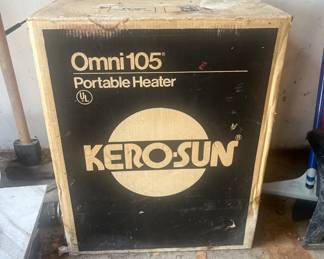 Omni 105®
Portable Heater
UL
KERO-SUN®